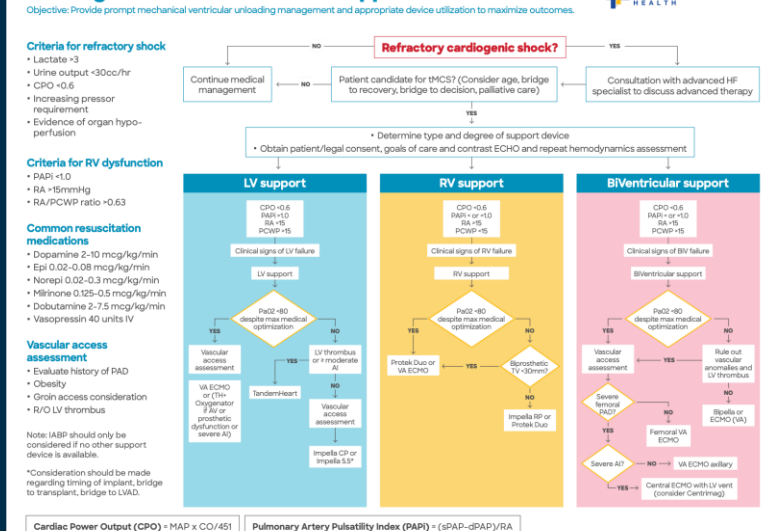 Objective: Provide prompt mechanical ventricular unloading management and appropriate device utilization to maximize outcomes.
HEALTH
Criteria for refractory shock
• Lactate >3
• Urine output <30cc/hr
• CPO <0.6
• Increasing pressor
requirement
• Evidence of organ hypo-
perfusion
Criteria for RV dysfunction
• PAPi <1.0
• RA >15mmHg
• RA/PCWP ratio >0.63
Common resuscitation
medications
• Dopamine 2-10 mcg/kg/min
• Epi 0.02-0.08 mcg/kg/min
• Norepi 0.02-0.3 mcg/kg/min
• Milrinone 0.125-0.5 mcg/kg/min
• Dobutamine 2-7.5 mcg/kg/min
• Vasopressin 40 units IV
Vascular access
assessment
• Evaluate history of PAD
• Obesity
• Groin access consideration
• R/O LV thrombus
Note: IABP should only be
considered if no other support
device is available.
*Consideration should be made
regarding timing of implant, bridge
to transplant, bridge to LVAD.
NO
Refractory cardiogenic shock?
YES
Continue medical
management
NO
Patient candidate for tMCS? (Consider age, bridge
to recovery, bridge to decision, palliative care)
Consultation with advanced HF
specialist to discuss advanced therapy
YES
• Determine type and degree of support device
• Obtain patient/legal consent, goals of care and contrast ECHO and repeat hemodynamics assessment
LV support
CPO <0.6
PAPi >1.0
RA <15
PCWP >15
Clinical signs of LV failure
LV support
PaO2 <80
despite max medical
optimization
YES
NO
Vascular
access
assessment
VA ECMO
or (TH+
Oxygenator
if AV or
prosthetic
dysfunction or
severe AI)
YES
LV thrombus
or ≥ moderate
AI
TandemHeart
NO
Vascular
access
assessment
Impella CP or
Impella 5.5*
RV support
CPO <0.6
PAPi < or =1.0
RA >15
PCWP <15
Clinical signs of RV failure
RV support
PaO2 <80
despite max medical
optimization
YES
NO
Protek Duo or
VA ECMO
YES
Bioprosthetic
TV <30mm?
NO
Impella RP or
Protek Duo
BiVentricular support
CPO <0.6
PAPi < or =1.0
RA >15
PCWP >15
Clinical signs of BiV failure
BiVentricular support
PaO2 <80
despite max medical
optimization
YES
NO
Vascular
access
assessment
YES
Rule out
vascular
anomalies and
LV thrombus
NO
Bipella or
ECMO (VA)
Severe
femoral
PAD?
NO
Femoral VA
ECMO
YES
Severe AI?
NO
VA ECMO axillary
YES
Central ECMO with LV vent
(consider Centrimag)
Cardiac Power Output (CPO) = MAP x CO/451
Pulmonary Artery Pulsatility Index (PAPi) = (sPAP-dPAP)/RA